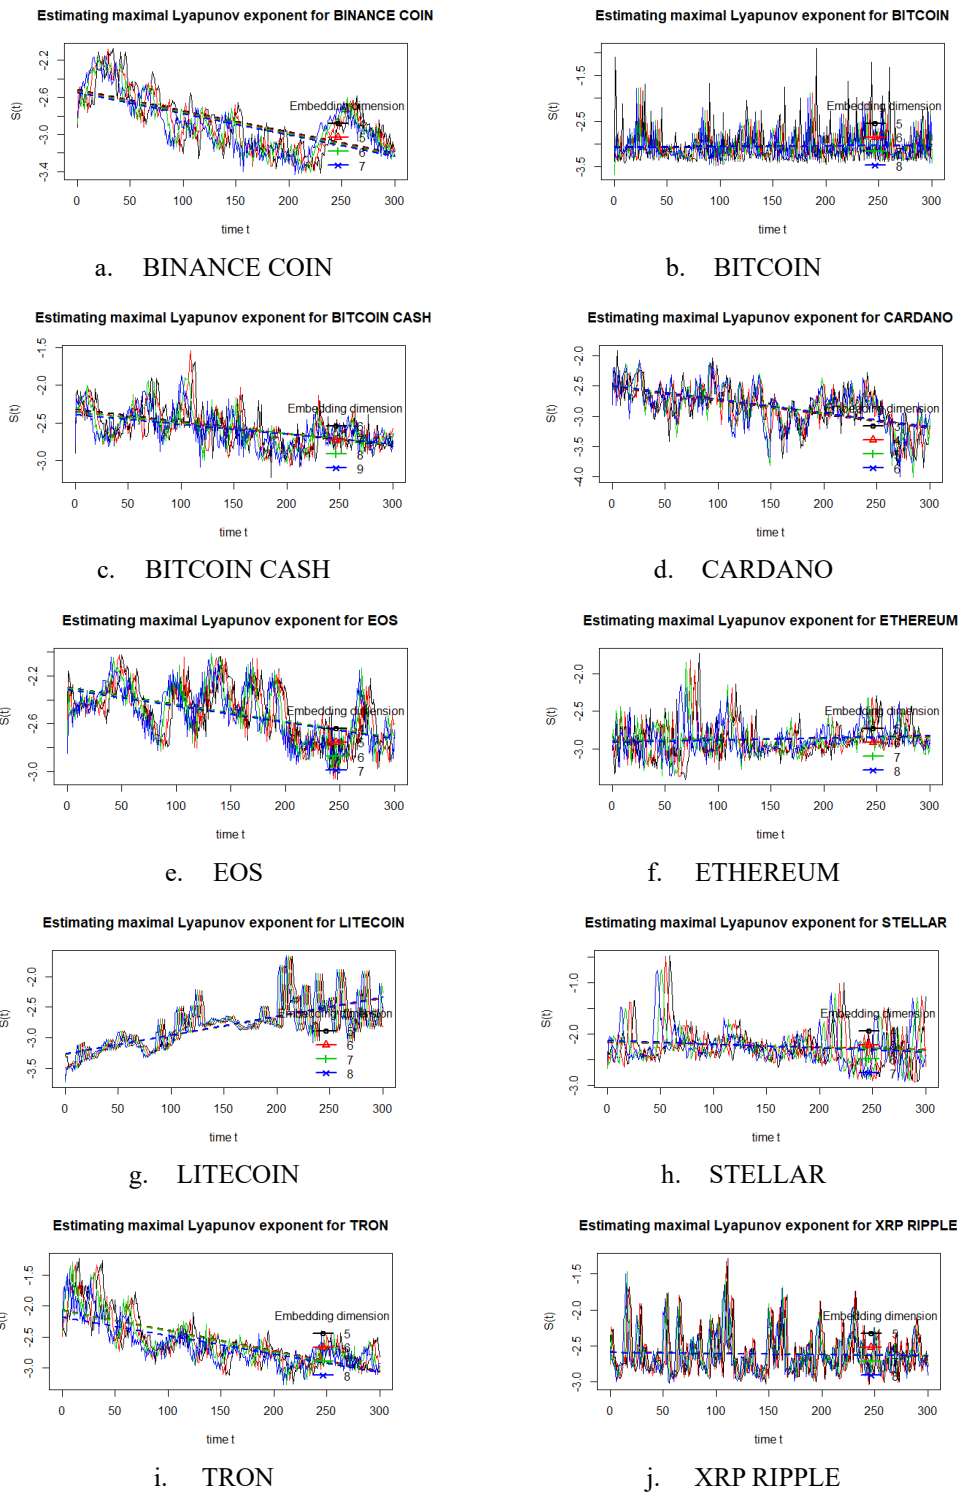 Estimating maximal Lyapunov exponent for BINANCE COIN
S(t)
-2.2
-2.6
-3.0
-3.4
Embedding dimension
5
6
7
0 50 100 150 200 250 300
time t
a. BINANCE COIN
Estimating maximal Lyapunov exponent for BITCOIN
S(t)
-1.5
-2.5
-3.5
Embedding dimension
5
8
0 50 100 150 200 250 300
time t
b. BITCOIN
Estimating maximal Lyapunov exponent for BITCOIN CASH
S(t)
-1.5
-2.0
-2.5
-3.0
Embedding dimension
8
9
0 50 100 150 200 250 300
time t
c. BITCOIN CASH
Estimating maximal Lyapunov exponent for CARDANO
S(t)
-2.0
-2.5
-3.0
-3.5
-4.0
Embedding dimension
6
0 50 100 150 200 250 300
time t
d. CARDANO
Estimating maximal Lyapunov exponent for EOS
S(t)
-2.2
-2.6
-3.0
Embedding dimension
6
7
0 50 100 150 200 250 300
time t
e. EOS
Estimating maximal Lyapunov exponent for ETHEREUM
S(t)
-2.0
-2.5
-3.0
Embedding dimension
7
8
0 50 100 150 200 250 300
time t
f. ETHEREUM
Estimating maximal Lyapunov exponent for LITECOIN
S(t)
-2.0
-2.5
-3.0
-3.5
Embedding dimension
6
7
8
0 50 100 150 200 250 300
time t
g. LITECOIN
Estimating maximal Lyapunov exponent for STELLAR
S(t)
-1.0
-2.0
-3.0
Embedding dimension
7
0 50 100 150 200 250 300
time t
h. STELLAR
Estimating maximal Lyapunov exponent for TRON
S(t)
-1.5
-2.0
-2.5
-3.0
Embedding dimension
5
8
0 50 100 150 200 250 300
time t
i. TRON
Estimating maximal Lyapunov exponent for XRP RIPPLE
S(t)
-1.5
-2.0
-2.5
-3.0
Embedding dimension
5
0 50 100 150 200 250 300
time t
j. XRP RIPPLE